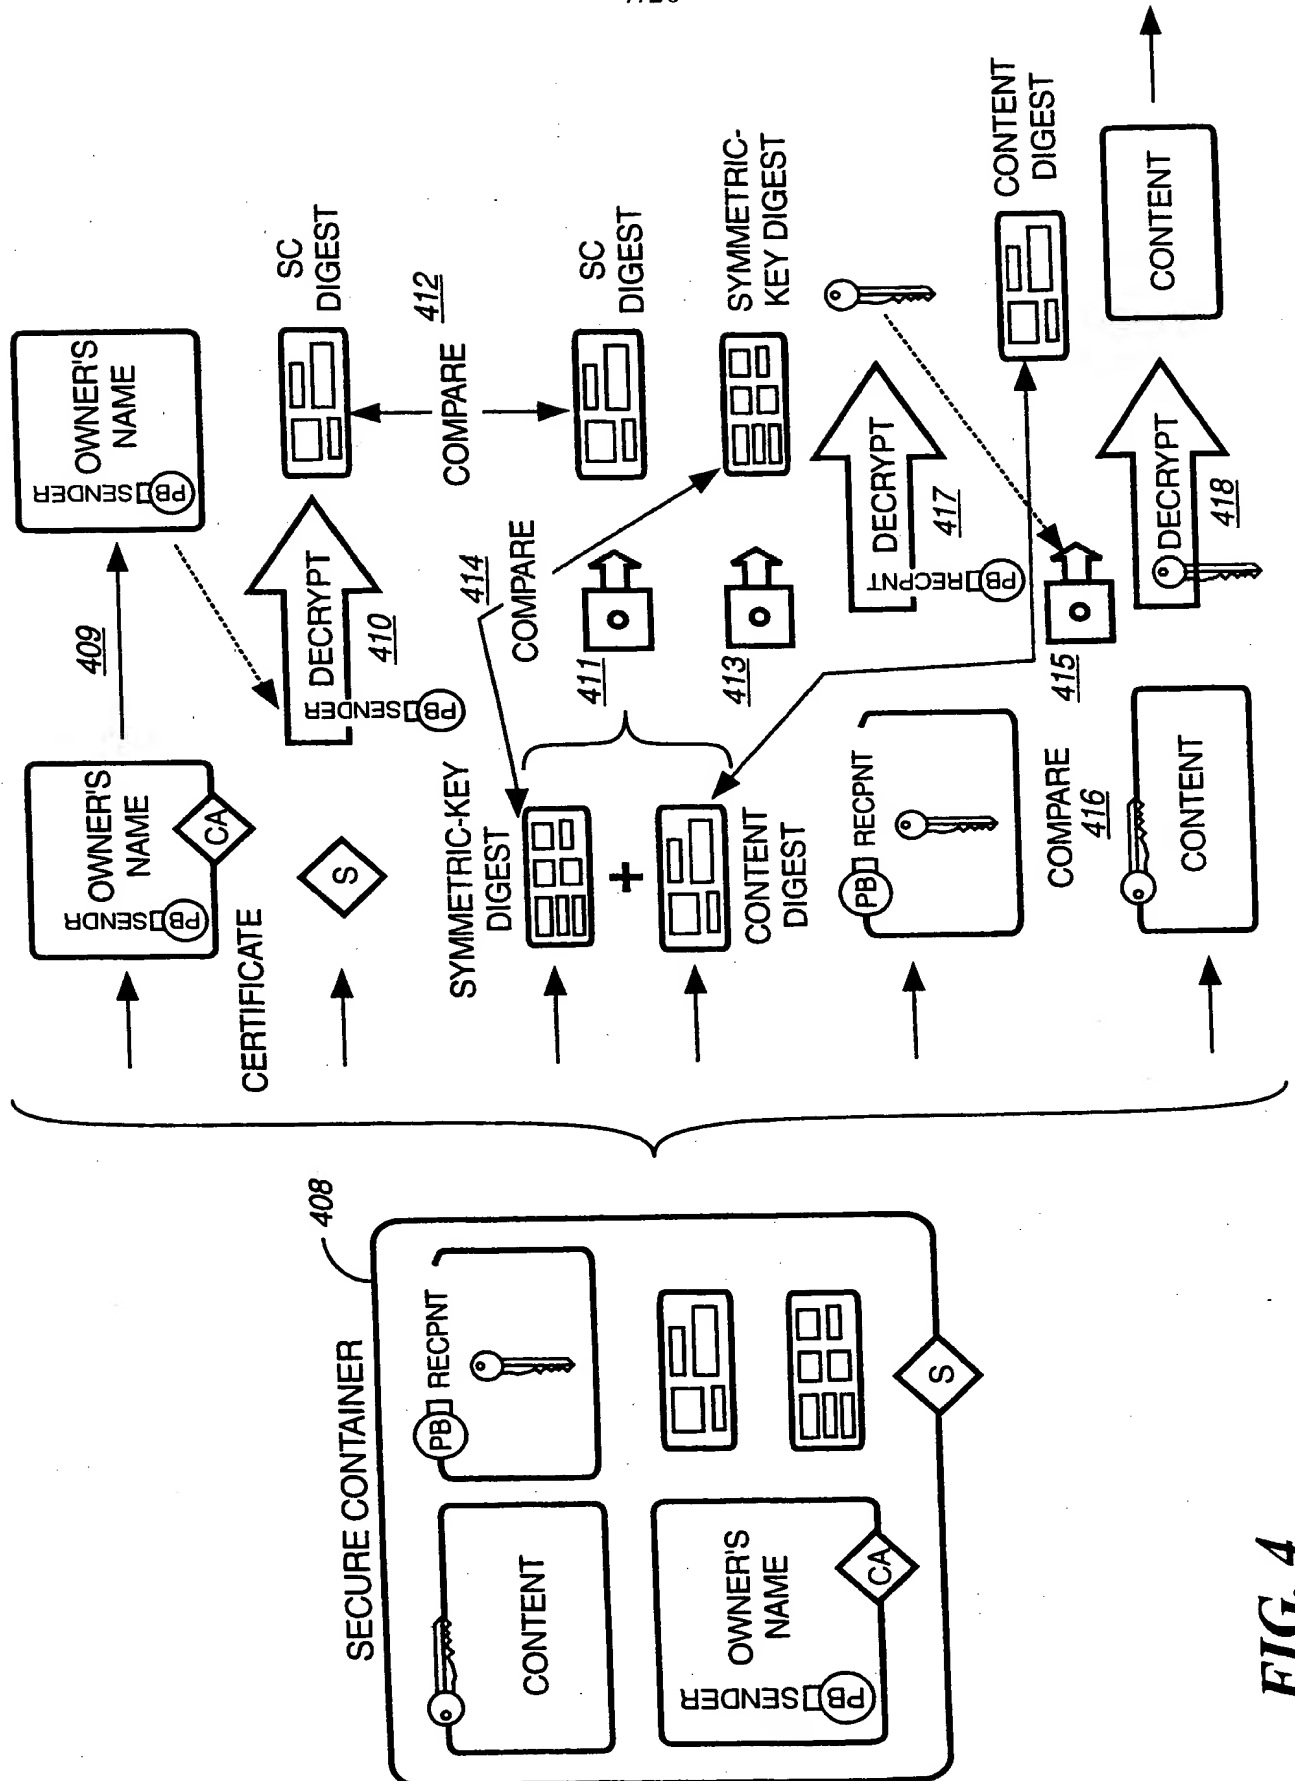 SECURE CONTAINER
408
CONTENT
PB RECPNT
PB SENDER
OWNER'S
NAME
CA
S
PB SENDR
OWNER'S
NAME
CA
CERTIFICATE
409
PB SENDER
OWNER'S
NAME
S
PB SENDER
DECRYPT
410
SC
DIGEST
COMPARE
412
SYMMETRIC-KEY
DIGEST
+
CONTENT
DIGEST
414
COMPARE
411
413
SC
DIGEST
SYMMETRIC-
KEY DIGEST
PB RECPNT
PB RECPNT
DECRYPT
417
COMPARE
416
415
CONTENT
DIGEST
CONTENT
DECRYPT
418
CONTENT
FIG. 4